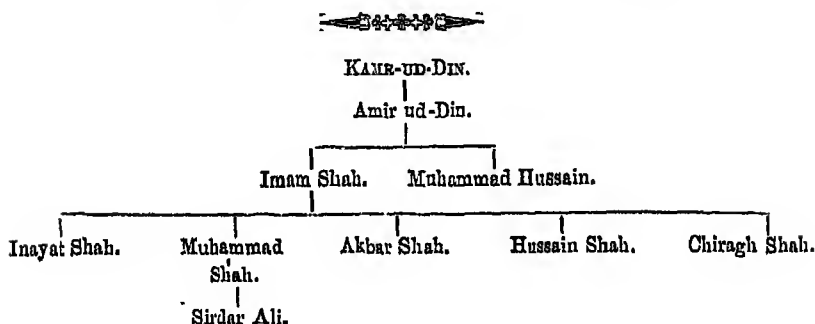 KAMR-UD-DIN.
Amir ud-Din.
Imam Shah. Muhammad Hussain.
Inayat Shah. Muhammad Akbar Shah. Hussain Shah. Chiragh Shah.
Shah.
Sirdar Ali.